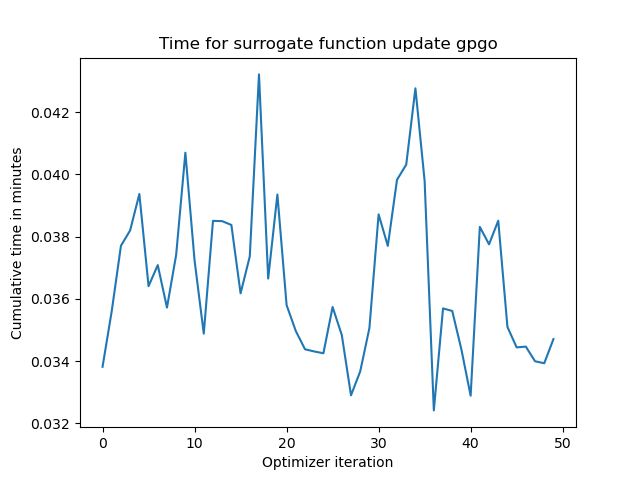 Time for surrogate function update gpgo
Cumulative time in minutes
0.042
0.040
0.038
0.036
0.034
0.032
0 10 20 30 40 50
Optimizer iteration